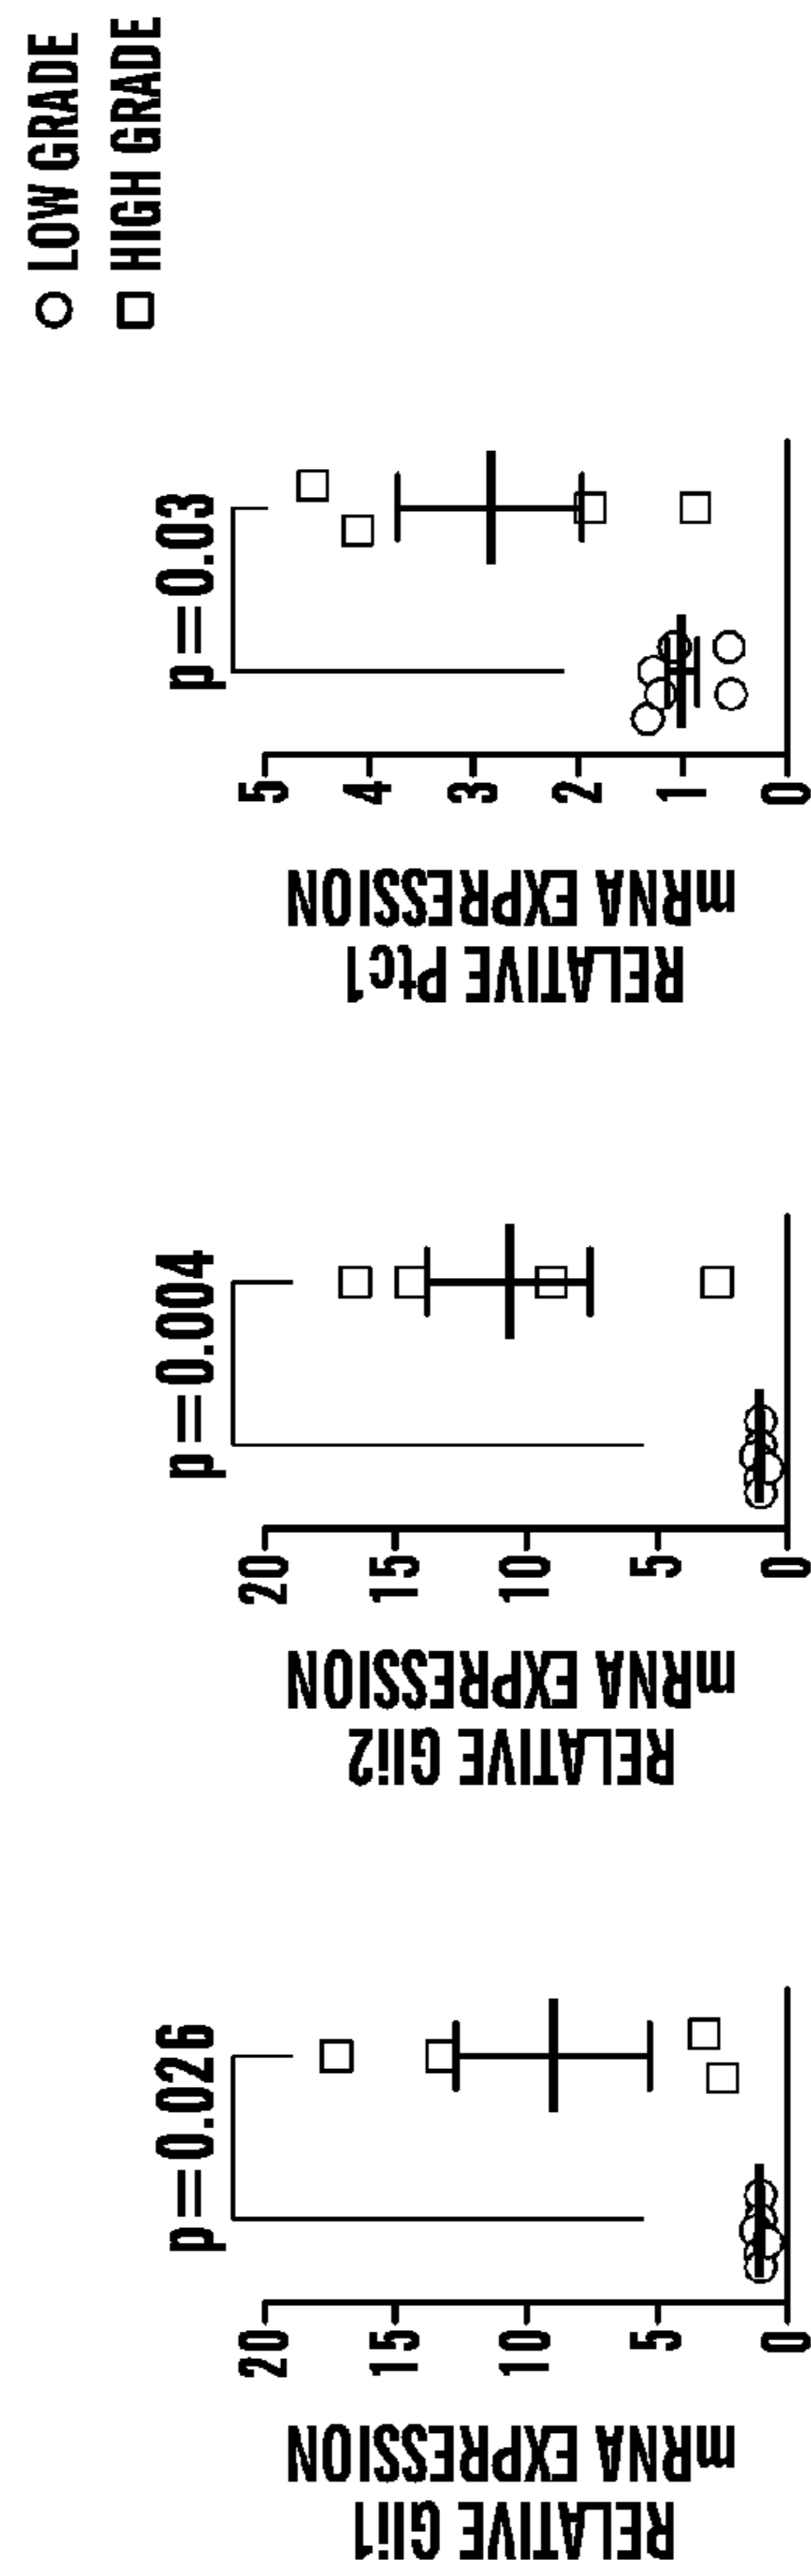 LOW GRADE
HIGH GRADE
RELATIVE Gli1
mRNA EXPRESSION
20
15
10
5
0
p=0.026
RELATIVE Gli2
mRNA EXPRESSION
20
15
10
5
0
p=0.004
RELATIVE Ptc1
mRNA EXPRESSION
5
4
3
2
1
0
p=0.03